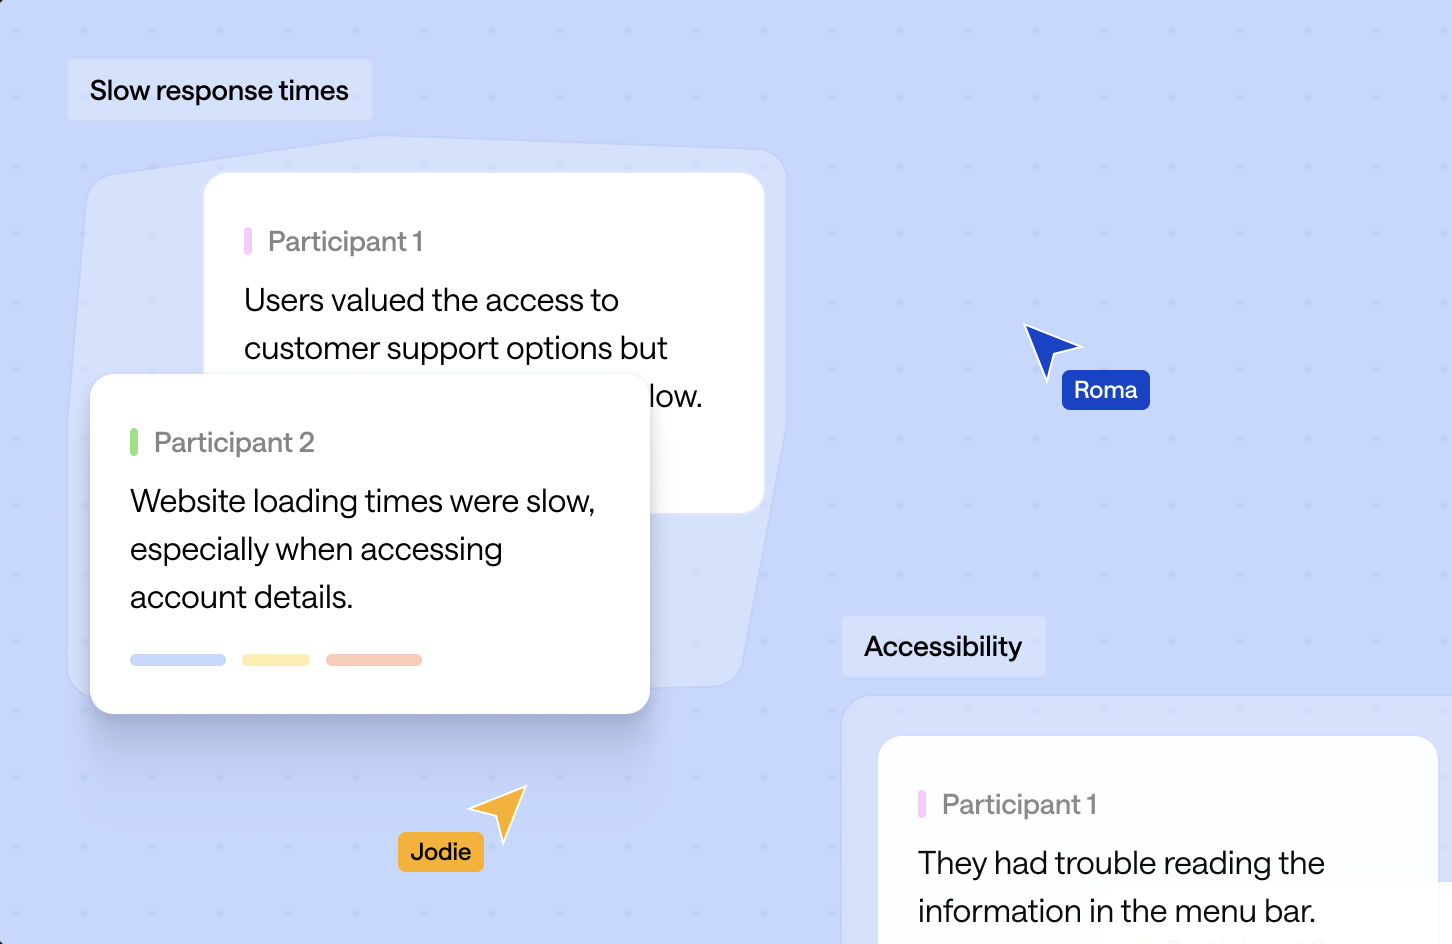 Slow response times
Participant 1
Users valued the access to
customer support options but
low.
Participant 2
Website loading times were slow,
especially when accessing
account details.
Roma
Jodie
Accessibility
Participant 1
They had trouble reading the
information in the menu bar.